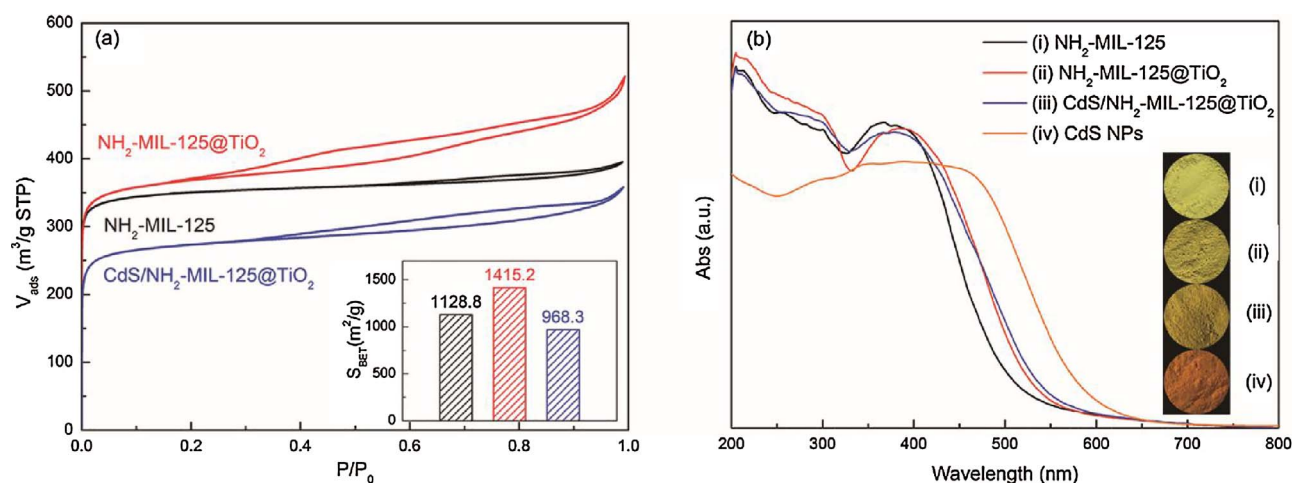 (a)
600
500
400
300
200
100
0
V_ads (m³/g STP)
NH₂-MIL-125@TiO₂
NH₂-MIL-125
CdS/NH₂-MIL-125@TiO₂
1500
1000
500
0
S_BET(m²/g)
1128.8
1415.2
968.3
0.0 0.2 0.4 0.6 0.8 1.0
P/P₀
(b)
(i) NH₂-MIL-125
(ii) NH₂-MIL-125@TiO₂
(iii) CdS/NH₂-MIL-125@TiO₂
(iv) CdS NPs
(i)
(ii)
(iii)
(iv)
Abs (a.u.)
200 300 400 500 600 700 800
Wavelength (nm)